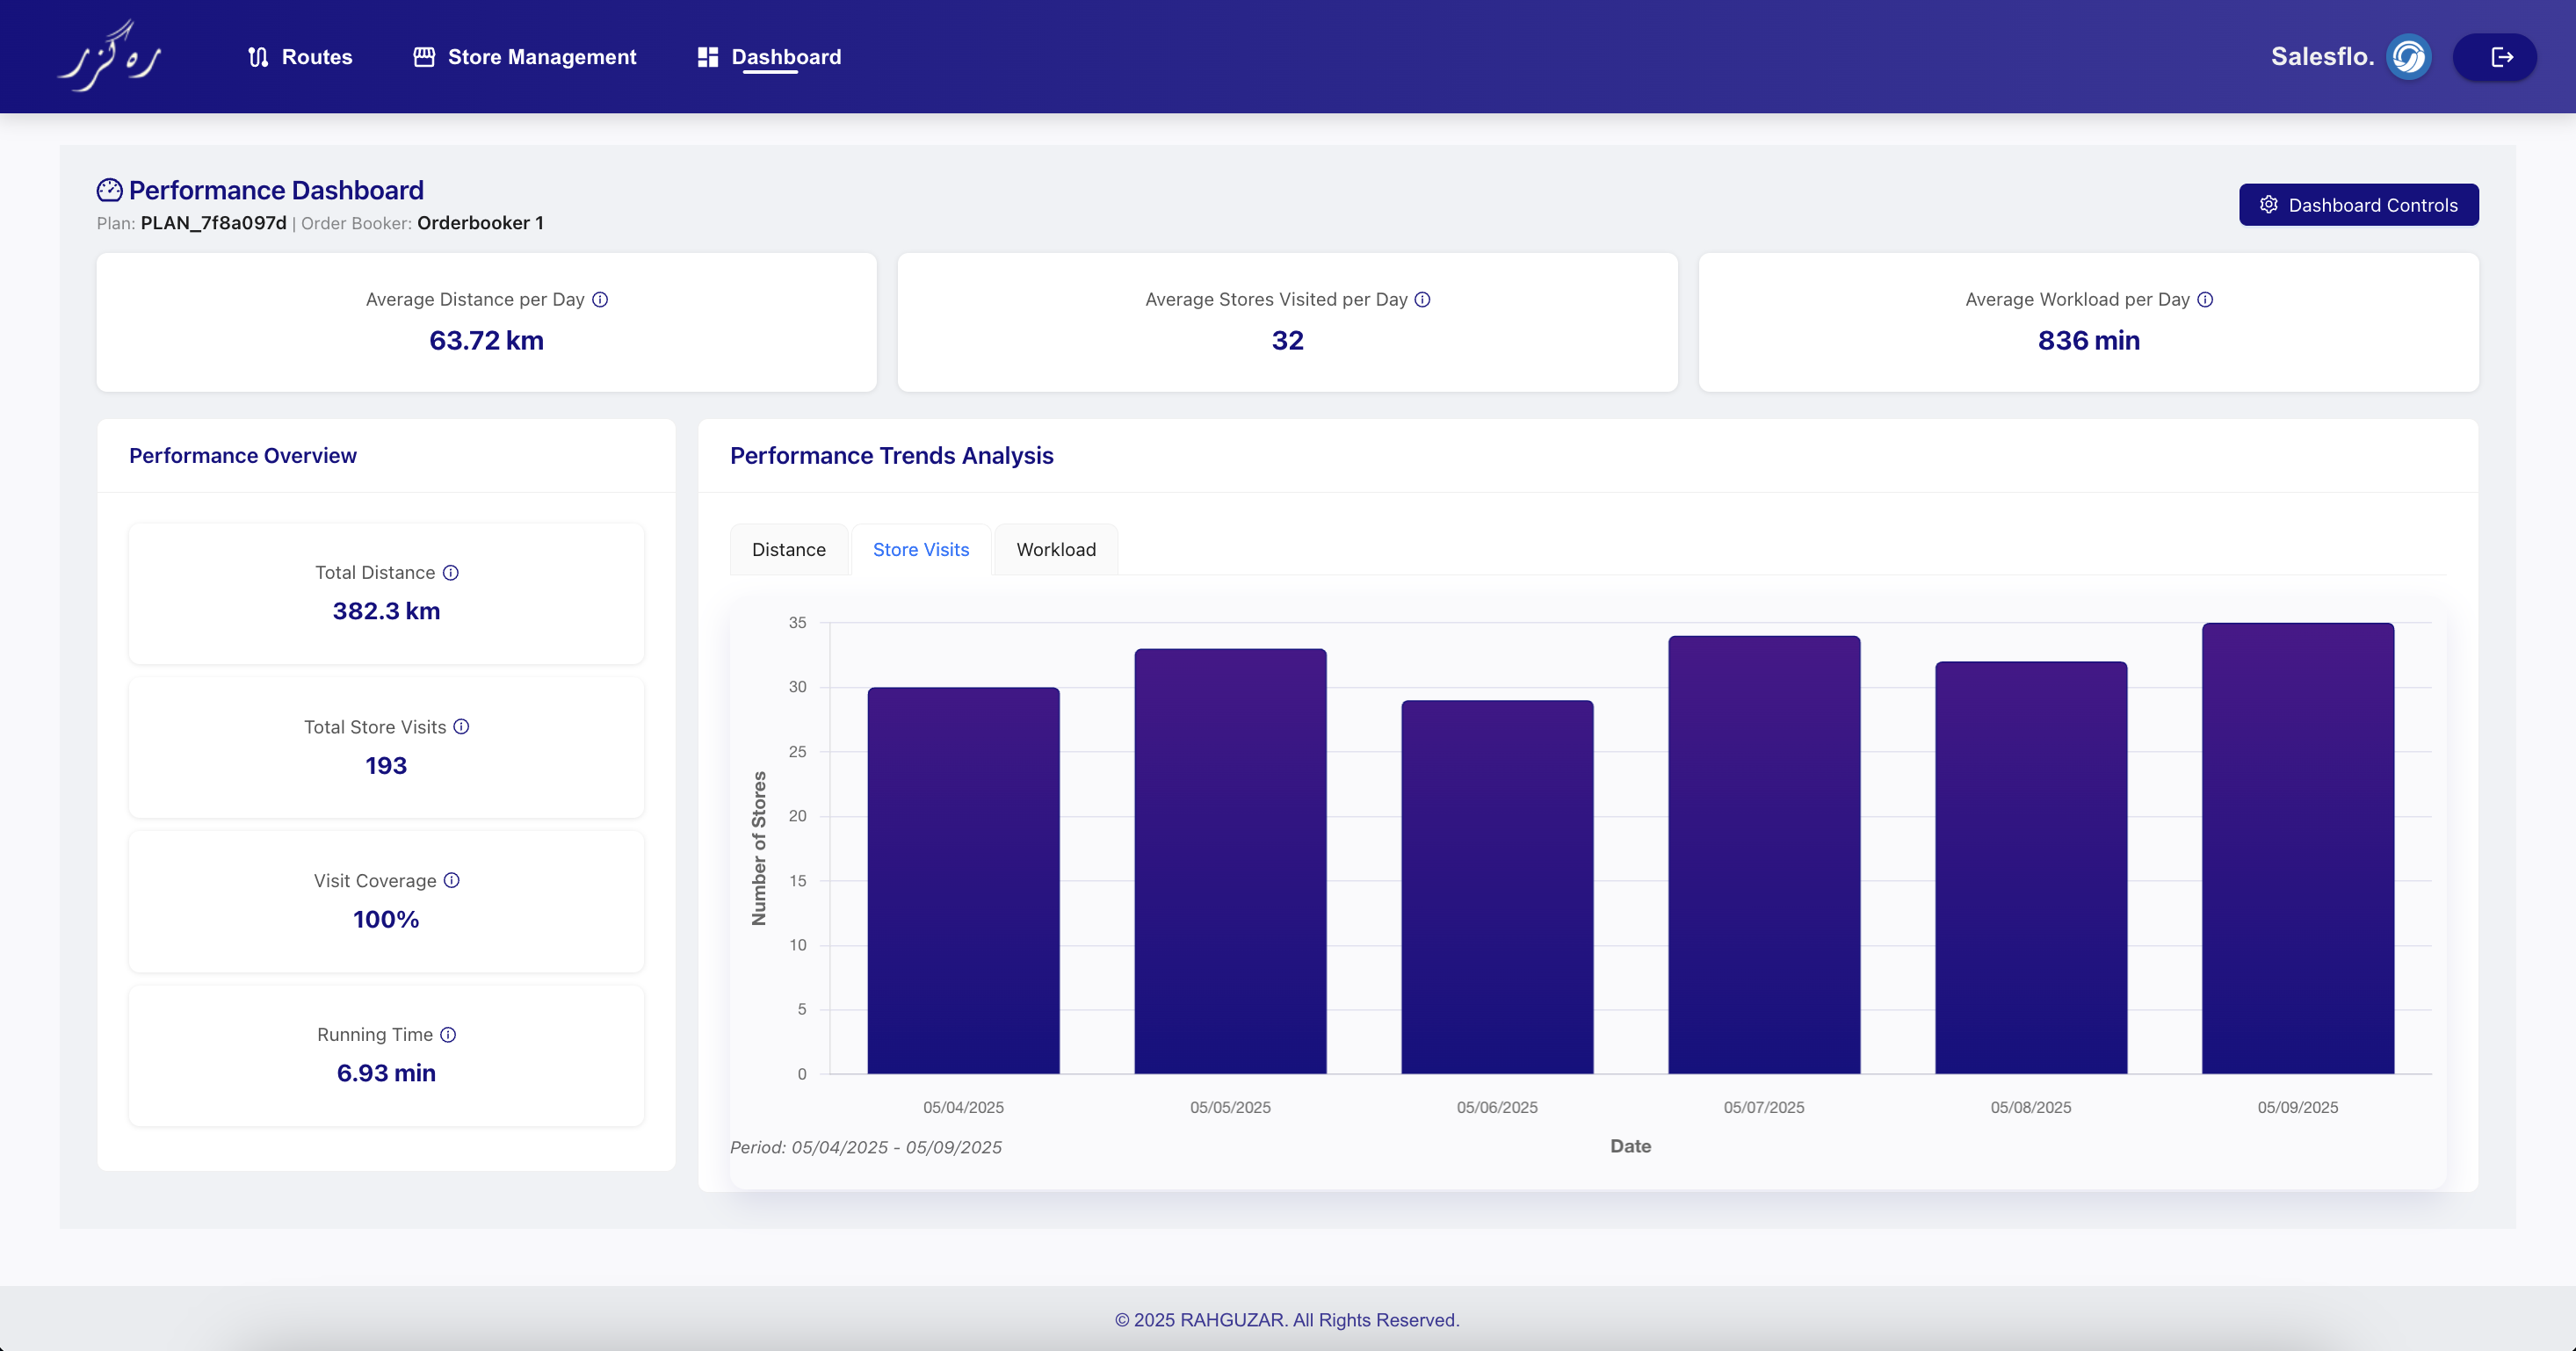 رہ گزر
Routes
Store Management
Dashboard
Salesflo.
Performance Dashboard
Plan: PLAN_7f8a097d | Order Booker: Orderbooker 1
Dashboard Controls
Average Distance per Day
63.72 km
Average Stores Visited per Day
32
Average Workload per Day
836 min
Performance Overview
Total Distance
382.3 km
Total Store Visits
193
Visit Coverage
100%
Running Time
6.93 min
Performance Trends Analysis
Distance
Store Visits
Workload
35
30
25
20
15
10
5
0
Number of Stores
05/04/2025
05/05/2025
05/06/2025
05/07/2025
05/08/2025
05/09/2025
Date
Period: 05/04/2025 - 05/09/2025
© 2025 RAHGUZAR. All Rights Reserved.